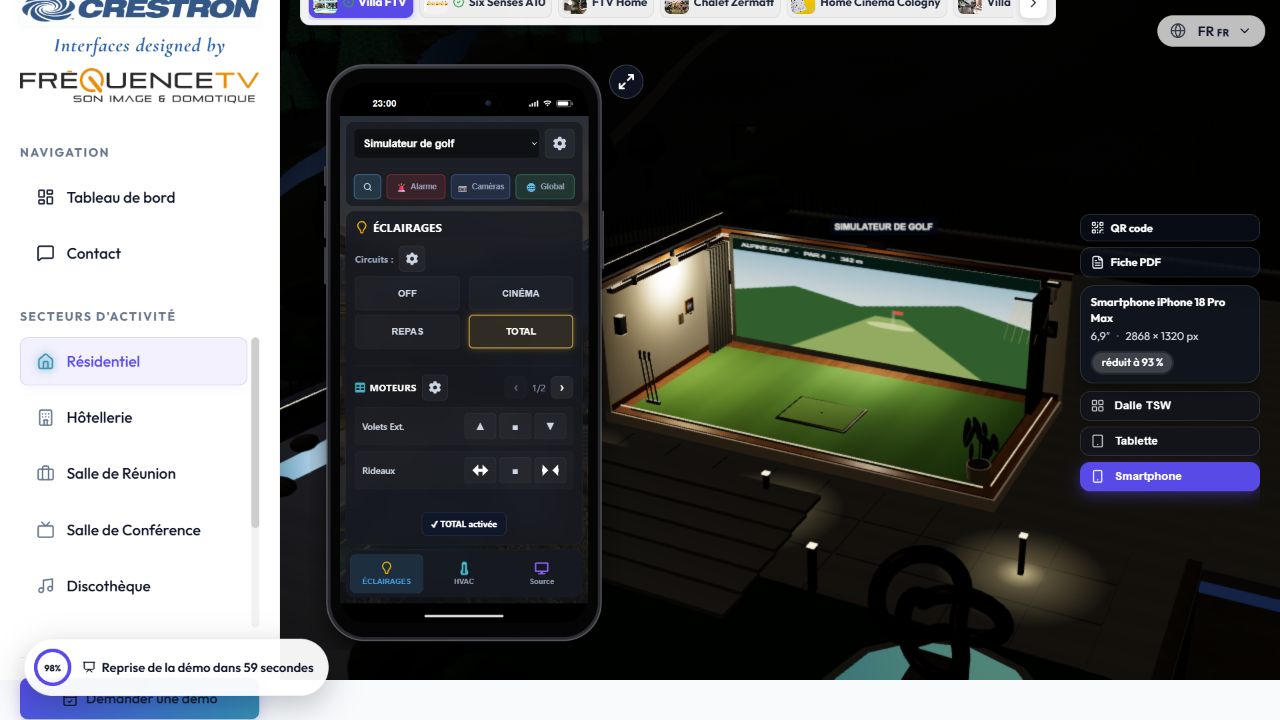 CRESTRON
Interfaces designed by
FRÉQUENCETV
SON IMAGE & DOMOTIQUE
NAVIGATION
Tableau de bord
Contact
SECTEURS D'ACTIVITÉ
Résidentiel
Hôtellerie
Salle de Réunion
Salle de Conférence
Discothèque
98%
Reprise de la démo dans 59 secondes
Demander une démo
Villa FTV
Six Senses A10
FTV Home
Chalet Zermatt
Home Cinema Cologny
Villa
FR FR
23:00
Simulateur de golf
Alarme
Caméras
Global
ÉCLAIRAGES
Circuits :
OFF
CINÉMA
REPAS
TOTAL
MOTEURS
1/2
Volets Ext.
Rideaux
✓ TOTAL activée
ÉCLAIRAGES
HVAC
Source
SIMULATEUR DE GOLF
ALPINE GOLF · PAR 4 · 342 m
QR code
Fiche PDF
Smartphone iPhone 18 Pro
Max
6,9" · 2868 × 1320 px
réduit à 93 %
Dalle TSW
Tablette
Smartphone